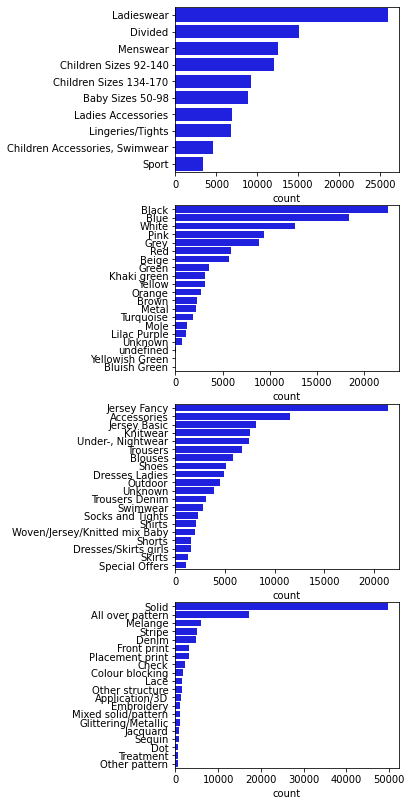 Ladieswear
Divided
Menswear
Children Sizes 92-140
Children Sizes 134-170
Baby Sizes 50-98
Ladies Accessories
Lingeries/Tights
Children Accessories, Swimwear
Sport
0 5000 10000 15000 20000 25000
count
Black
Blue
White
Pink
Grey
Red
Beige
Green
Khaki green
Yellow
Orange
Brown
Metal
Turquoise
Mole
Lilac Purple
Unknown
undefined
Yellowish Green
Bluish Green
0 5000 10000 15000 20000
count
Jersey Fancy
Accessories
Jersey Basic
Knitwear
Under-, Nightwear
Trousers
Blouses
Shoes
Dresses Ladies
Outdoor
Unknown
Trousers Denim
Swimwear
Socks and Tights
Shirts
Woven/Jersey/Knitted mix Baby
Shorts
Dresses/Skirts girls
Skirts
Special Offers
0 5000 10000 15000 20000
count
Solid
All over pattern
Melange
Stripe
Denim
Front print
Placement print
Check
Colour blocking
Lace
Other structure
Application/3D
Embroidery
Mixed solid/pattern
Glittering/Metallic
Jacquard
Sequin
Dot
Treatment
Other pattern
0 10000 20000 30000 40000 50000
count